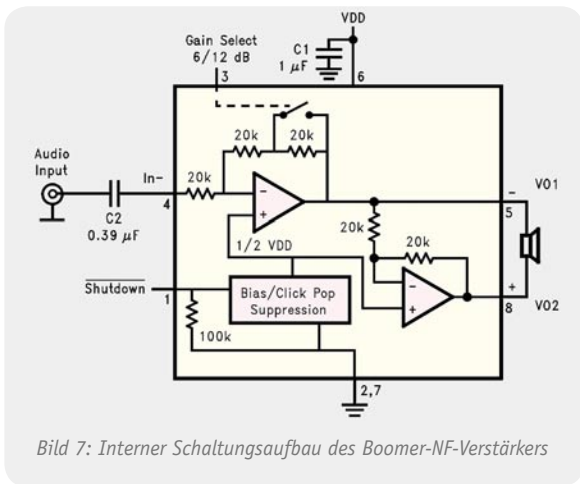 VDD
Gain Select
6/12 dB
C1
1 µF
3
6
20k
20k
Audio
Input
In-
20k
4
C2
0.39 µF
-
+
-
VO1
5
20k
20k
1/2 VDD
Shutdown
1
Bias/Click Pop
Suppression
-
+
+
VO2
8
100k
2,7
Bild 7: Interner Schaltungsaufbau des Boomer-NF-Verstärkers